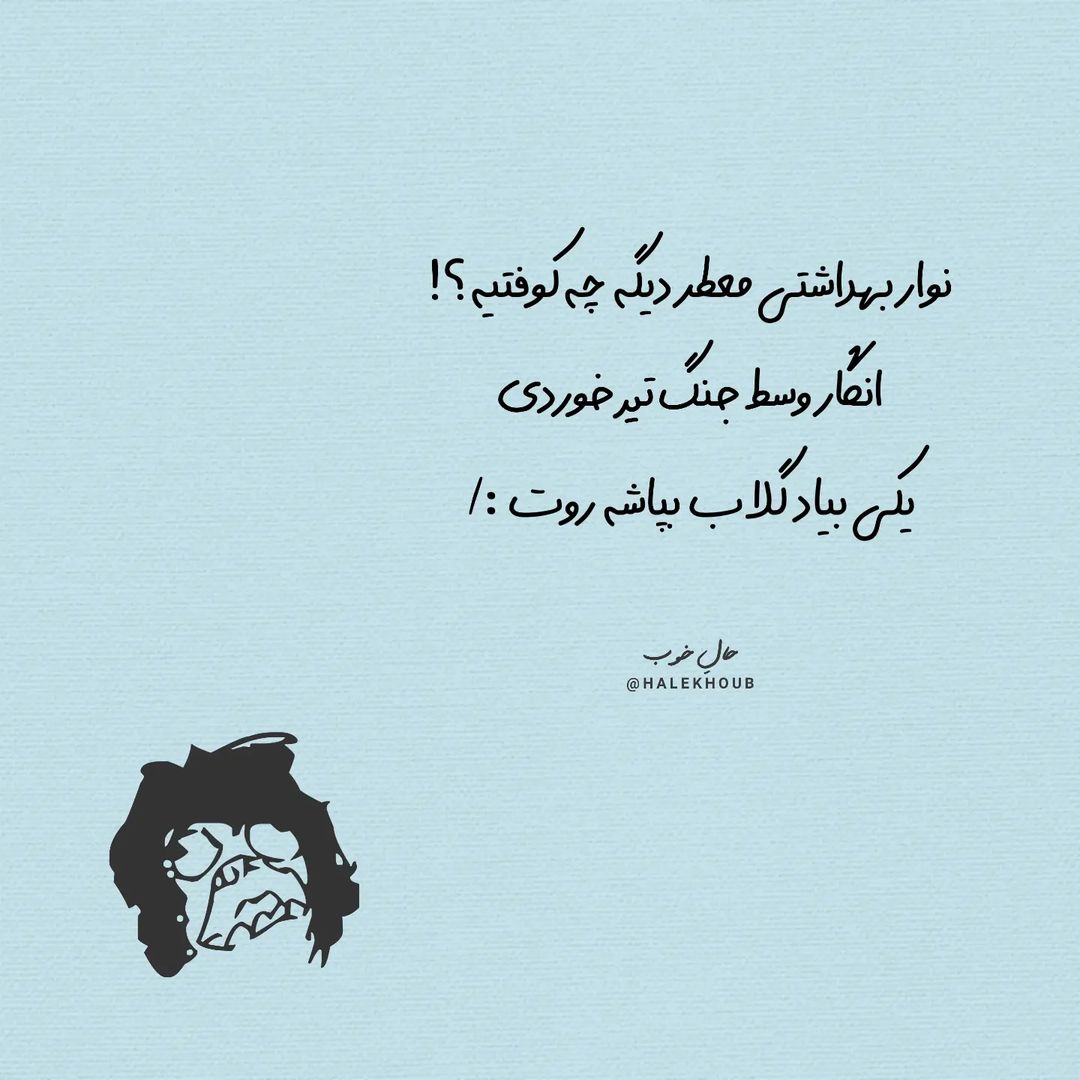 نوار بهداشتی معطر دیگه چه کوفتیه؟!
انگار وسط جنگ تیر خوردی
یکی بیاد گلاب بپاشه روت :/
حالِ خوب
@HALEKHOUB